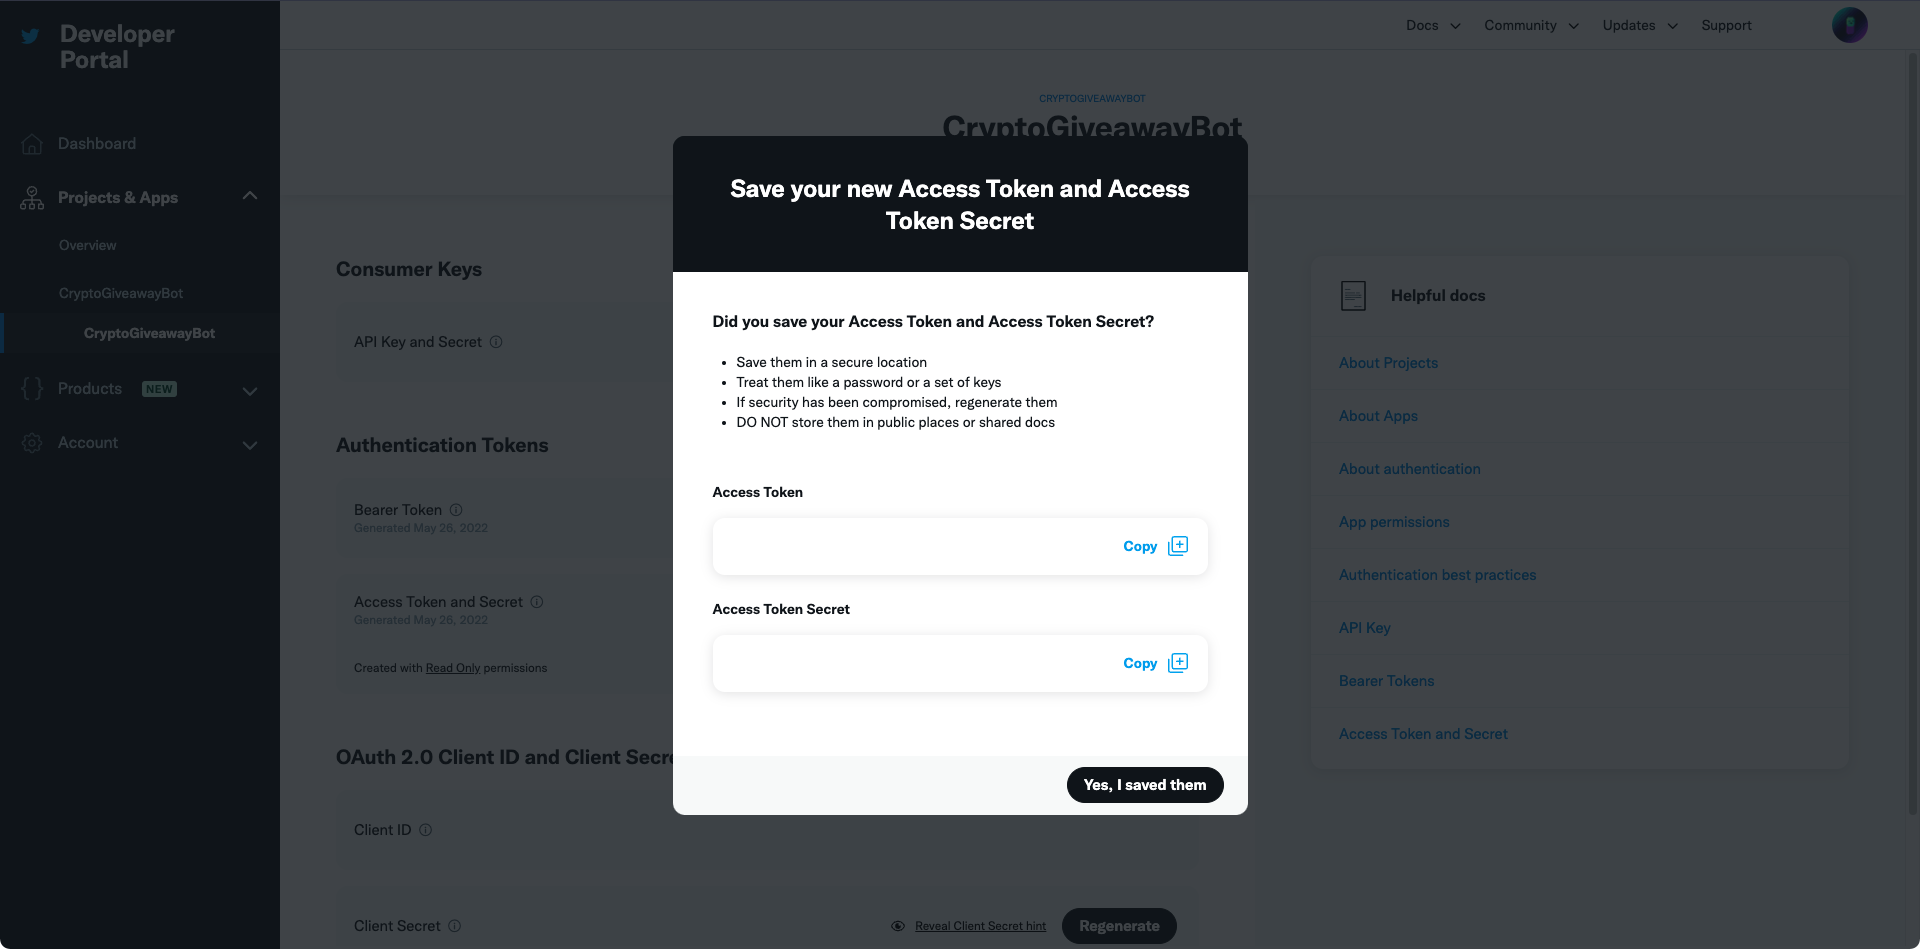 Developer
Portal
Docs
Community
Updates
Support
Dashboard
Projects & Apps
Overview
CryptoGiveawayBot
CryptoGiveawayBot
Products NEW
Account
CRYPTOGIVEAWAYBOT
CryptoGiveawayBot
Consumer Keys
API Key and Secret
Authentication Tokens
Bearer Token
Generated May 26, 2022
Access Token and Secret
Generated May 26, 2022
Created with Read Only permissions
OAuth 2.0 Client ID and Client Secre
Client ID
Client Secret
Reveal Client Secret hint
Regenerate
Save your new Access Token and Access
Token Secret
Did you save your Access Token and Access Token Secret?
• Save them in a secure location
• Treat them like a password or a set of keys
• If security has been compromised, regenerate them
• DO NOT store them in public places or shared docs
Access Token
Copy
Access Token Secret
Copy
Yes, I saved them
Helpful docs
About Projects
About Apps
About authentication
App permissions
Authentication best practices
API Key
Bearer Tokens
Access Token and Secret